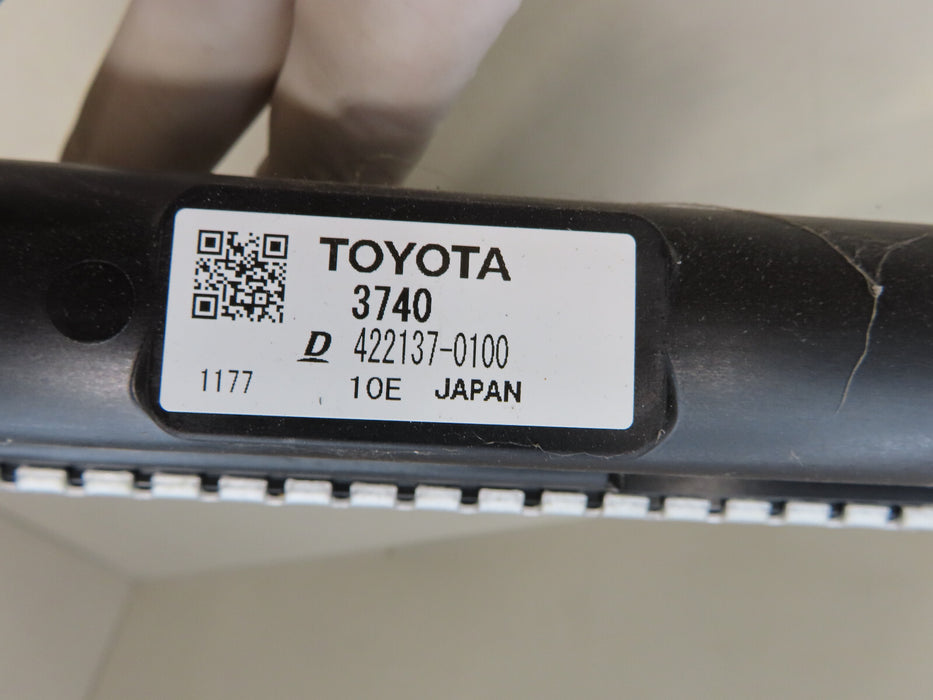 TOYOTA
3740
D 422137-0100
1177 10E JAPAN